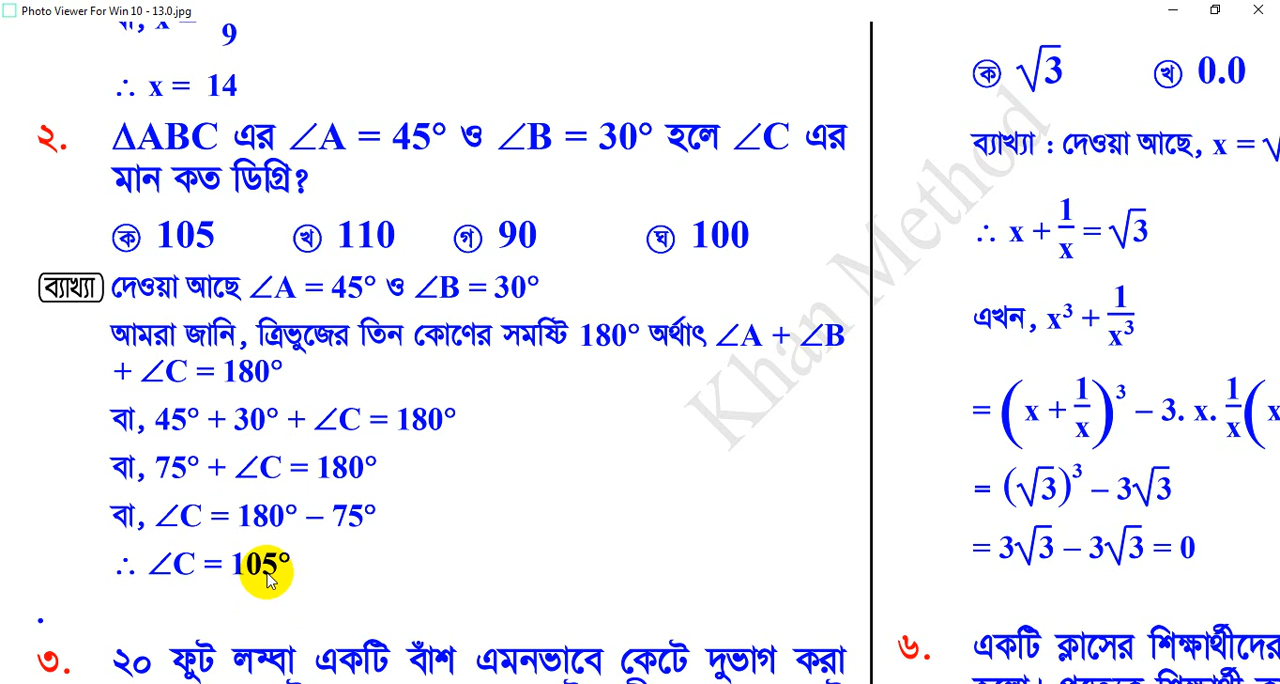 Photo Viewer For Win 10 - 13.0.jpg
9
∴ x = 14
২. ΔABC এর ∠A = 45° ও ∠B = 30° হলে ∠C এর
মান কত ডিগ্রি?
ক 105 খ 110 গ 90 ঘ 100
ব্যাখ্যা দেওয়া আছে ∠A = 45° ও ∠B = 30°
আমরা জানি, ত্রিভুজের তিন কোণের সমষ্টি 180° অর্থাৎ ∠A + ∠B
+ ∠C = 180°
বা, 45° + 30° + ∠C = 180°
বা, 75° + ∠C = 180°
বা, ∠C = 180° – 75°
∴ ∠C = 105°
৩. ২০ ফুট লম্বা একটি বাঁশ এমনভাবে কেটে দুভাগ করা
ক √3 খ 0.0
ব্যাখ্যা : দেওয়া আছে, x = √
∴ x + 1/x = √3
এখন, x³ + 1/x³
= (x + 1/x)³ – 3. x. 1/x (x
= (√3)³ – 3√3
= 3√3 – 3√3 = 0
৬. একটি ক্লাসের শিক্ষার্থীদের
Khan Method